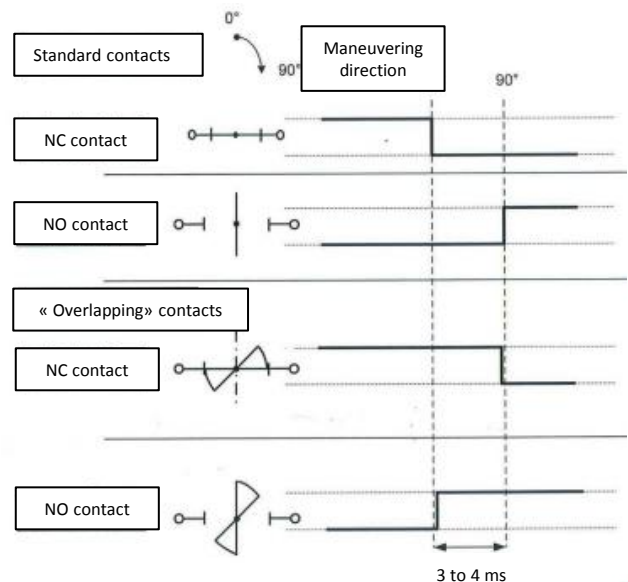 0°
Standard contacts
Maneuvering
direction
90°
90°
NC contact
NO contact
« Overlapping» contacts
NC contact
NO contact
3 to 4 ms